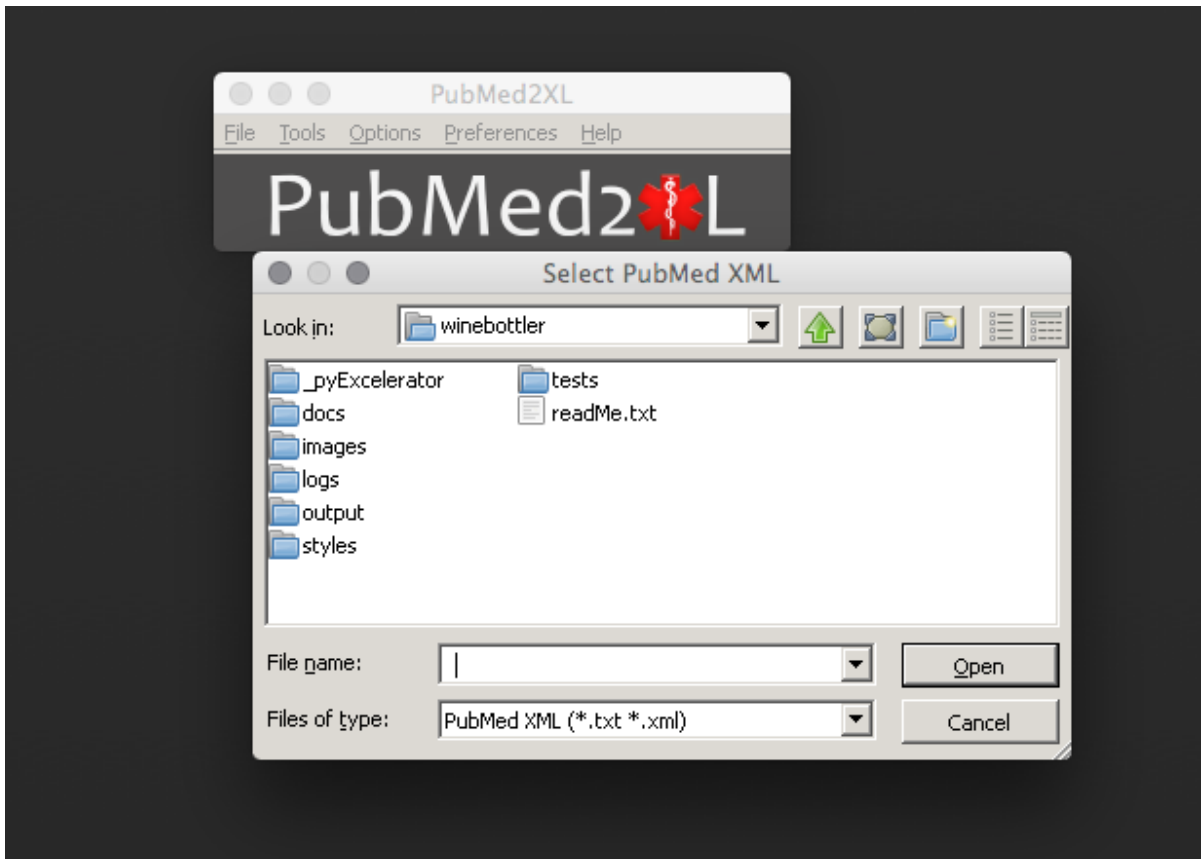 PubMed2XL
File Tools Options Preferences Help
PubMed2XL
Select PubMed XML
Look in: winebottler
_pyExcelerator tests
docs readMe.txt
images
logs
output
styles
File name: Open
Files of type: PubMed XML (*.txt *.xml) Cancel